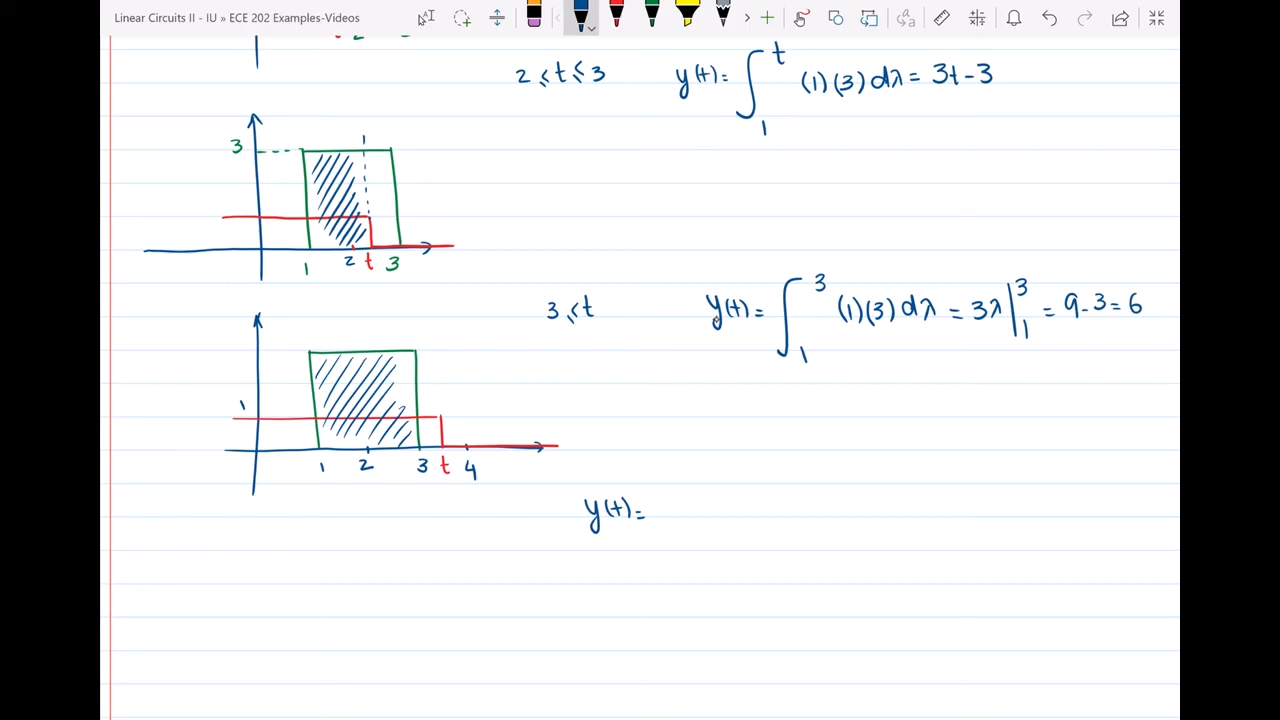 Linear Circuits II - IU » ECE 202 Examples-Videos
2 ≤ t ≤ 3 y(t) = ∫₁ᵗ (1)(3) dλ = 3t - 3
3
1 2 t 3
3 ≤ t y(t) = ∫₁³ (1)(3) dλ = 3λ |₁³ = 9 - 3 = 6
1
1 2 3 t 4
y(t) =